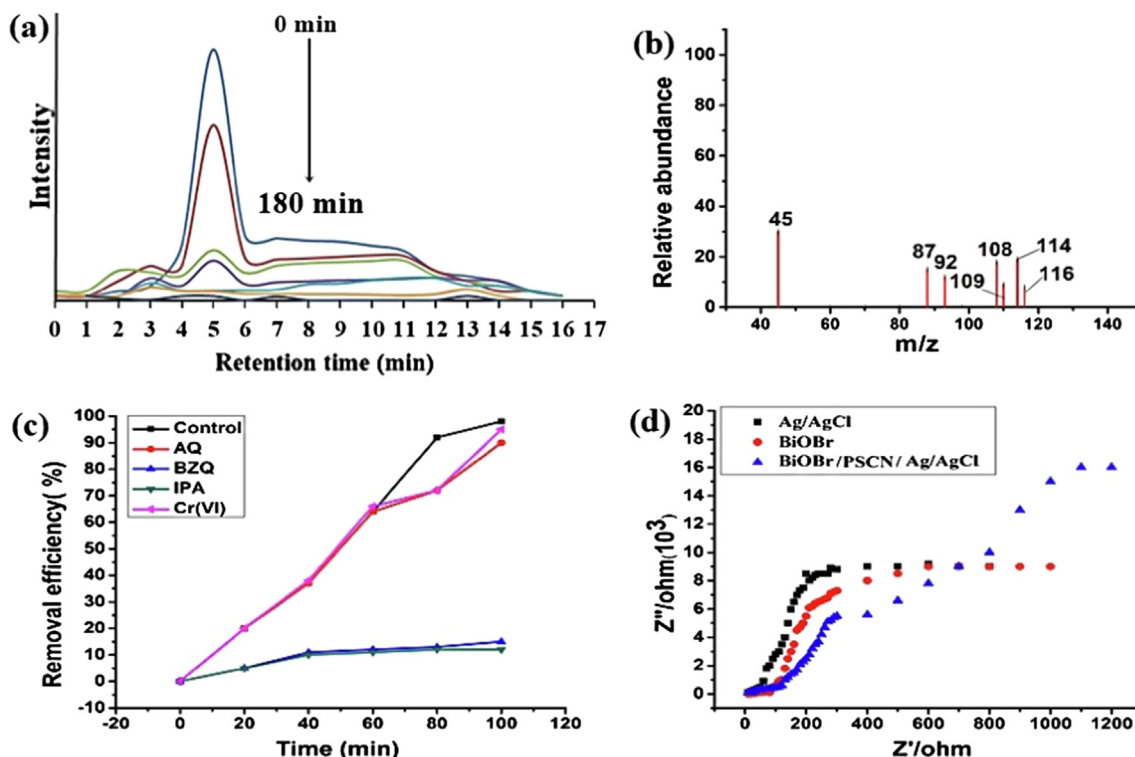 (a)
0 min
180 min
Intensity
0 1 2 3 4 5 6 7 8 9 10 11 12 13 14 15 16 17
Retention time (min)
(b)
100
80
60
40
20
0
Relative abundance
45
87
92
108
109
114
116
40 60 80 100 120 140
m/z
(c)
100
90
80
70
60
50
40
30
20
10
0
-10
Removal efficiency( %)
Control
AQ
BZQ
IPA
Cr(VI)
-20 0 20 40 60 80 100 120
Time (min)
(d)
20
18
16
14
12
10
8
6
4
2
0
Z''/ohm(10³)
Ag/AgCl
BiOBr
BiOBr/PSCN/ Ag/AgCl
0 200 400 600 800 1000 1200
Z'/ohm